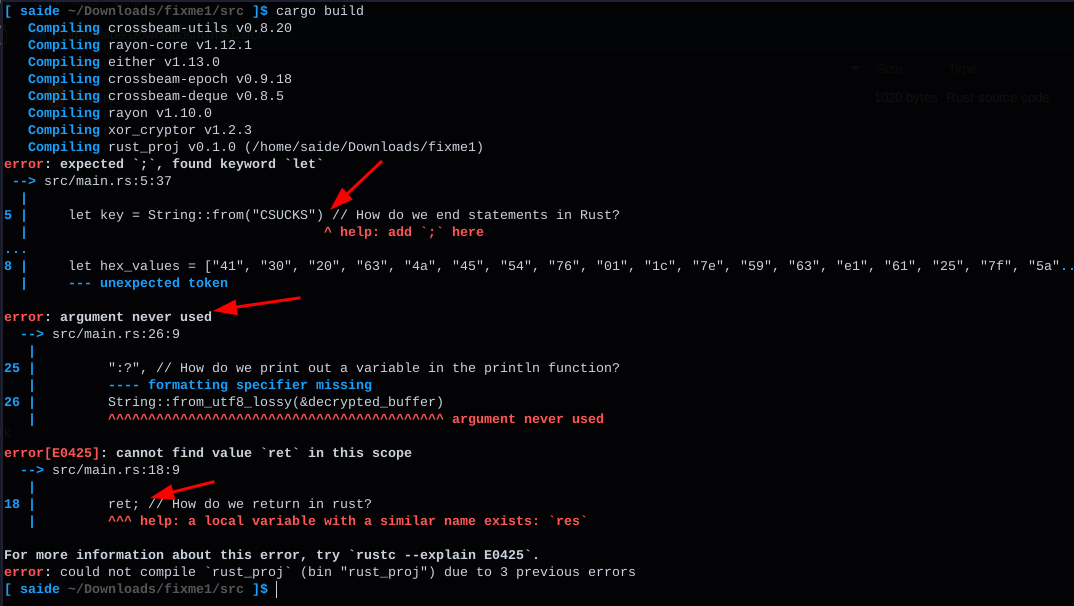 [ saide ~/Downloads/fixme1/src ]$ cargo build
   Compiling crossbeam-utils v0.8.20
   Compiling rayon-core v1.12.1
   Compiling either v1.13.0
   Compiling crossbeam-epoch v0.9.18
   Compiling crossbeam-deque v0.8.5
   Compiling rayon v1.10.0
   Compiling xor_cryptor v1.2.3
   Compiling rust_proj v0.1.0 (/home/saide/Downloads/fixme1)
Size Type
1020 bytes Rust source code
error: expected `;`, found keyword `let`
 --> src/main.rs:5:37
  |
5 |     let key = String::from("CSUCKS") // How do we end statements in Rust?
  |                                     ^ help: add `;` here
...
8 |     let hex_values = ["41", "30", "20", "63", "4a", "45", "54", "76", "01", "1c", "7e", "59", "63", "e1", "61", "25", "7f", "5a"...
  |     --- unexpected token
error: argument never used
  --> src/main.rs:26:9
   |
25 |         ":?", // How do we print out a variable in the println function?
   |         ---- formatting specifier missing
26 |         String::from_utf8_lossy(&decrypted_buffer)
   |         ^^^^^^^^^^^^^^^^^^^^^^^^^^^^^^^^^^^^^^^^^^ argument never used
error[E0425]: cannot find value `ret` in this scope
  --> src/main.rs:18:9
   |
18 |         ret; // How do we return in rust?
   |         ^^^ help: a local variable with a similar name exists: `res`
For more information about this error, try `rustc --explain E0425`.
error: could not compile `rust_proj` (bin "rust_proj") due to 3 previous errors
[ saide ~/Downloads/fixme1/src ]$